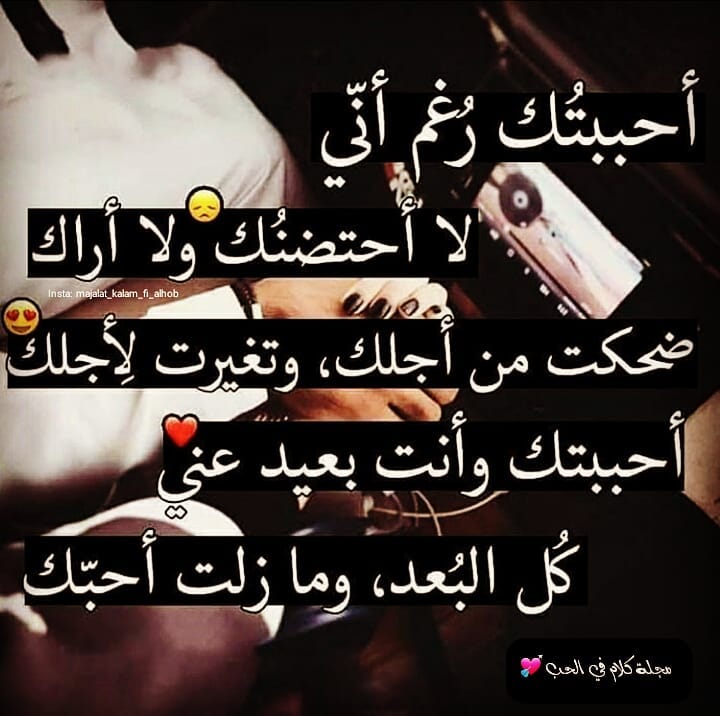 أحببتُك رُغم أنّي
لا أحتضنُك ولا أراك
Insta: majalat_kalam_fi_alhob
ضحكت من أجلك، وتغيرت لِأجلك
أحببتك وأنت بعيد عني
كُل البُعد، وما زلت أحبّك
مجلة كلام في الحب